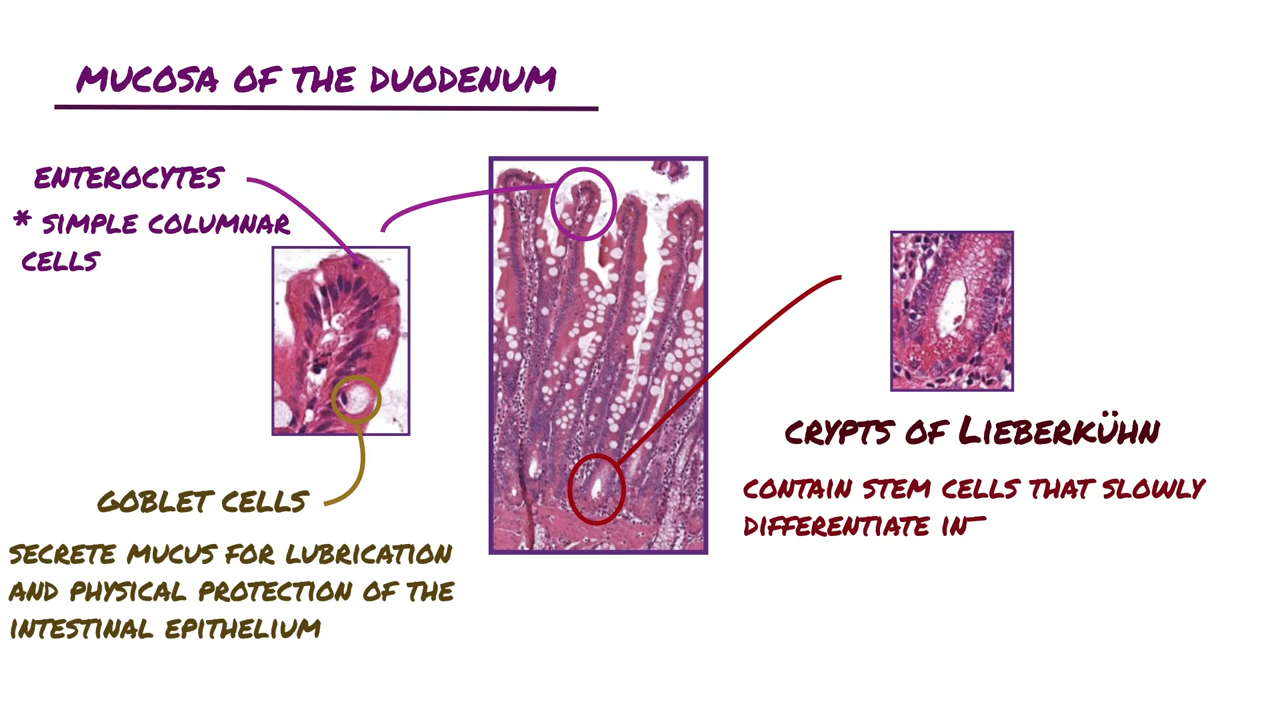 MUCOSA OF THE DUODENUM
ENTEROCYTES
* SIMPLE COLUMNAR
CELLS
GOBLET CELLS
SECRETE MUCUS FOR LUBRICATION
AND PHYSICAL PROTECTION OF THE
INTESTINAL EPITHELIUM
CRYPTS OF LIEBERKÜHN
CONTAIN STEM CELLS THAT SLOWLY
DIFFERENTIATE IN